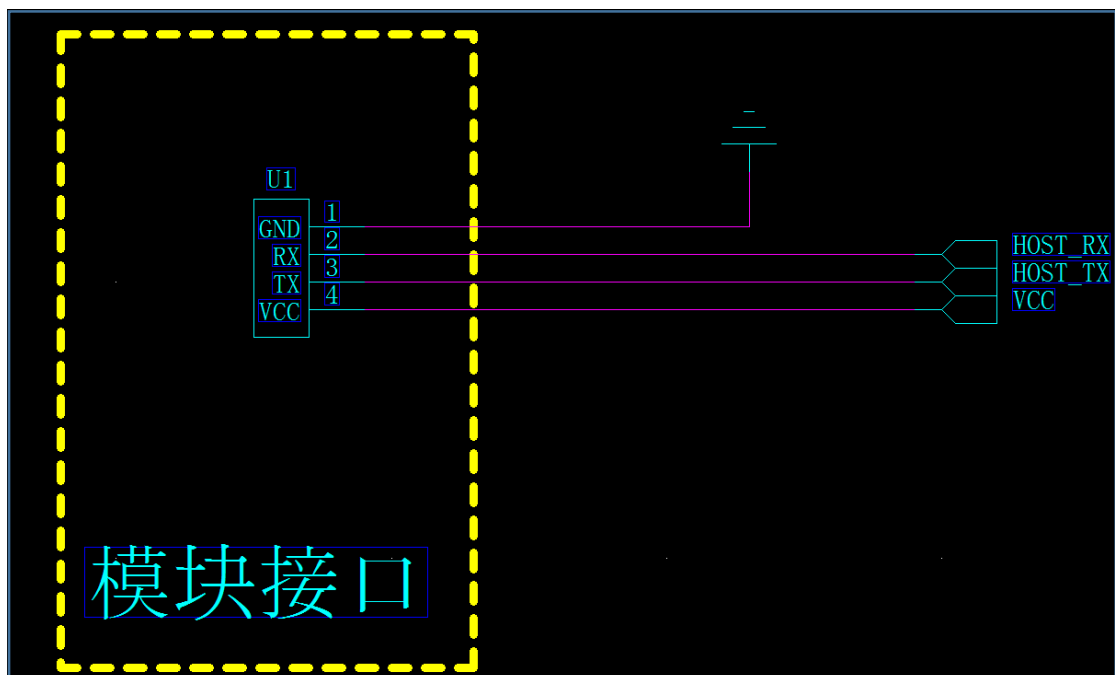 U1
GND 1
RX 2
TX 3
VCC 4
HOST_RX
HOST_TX
VCC
模块接口